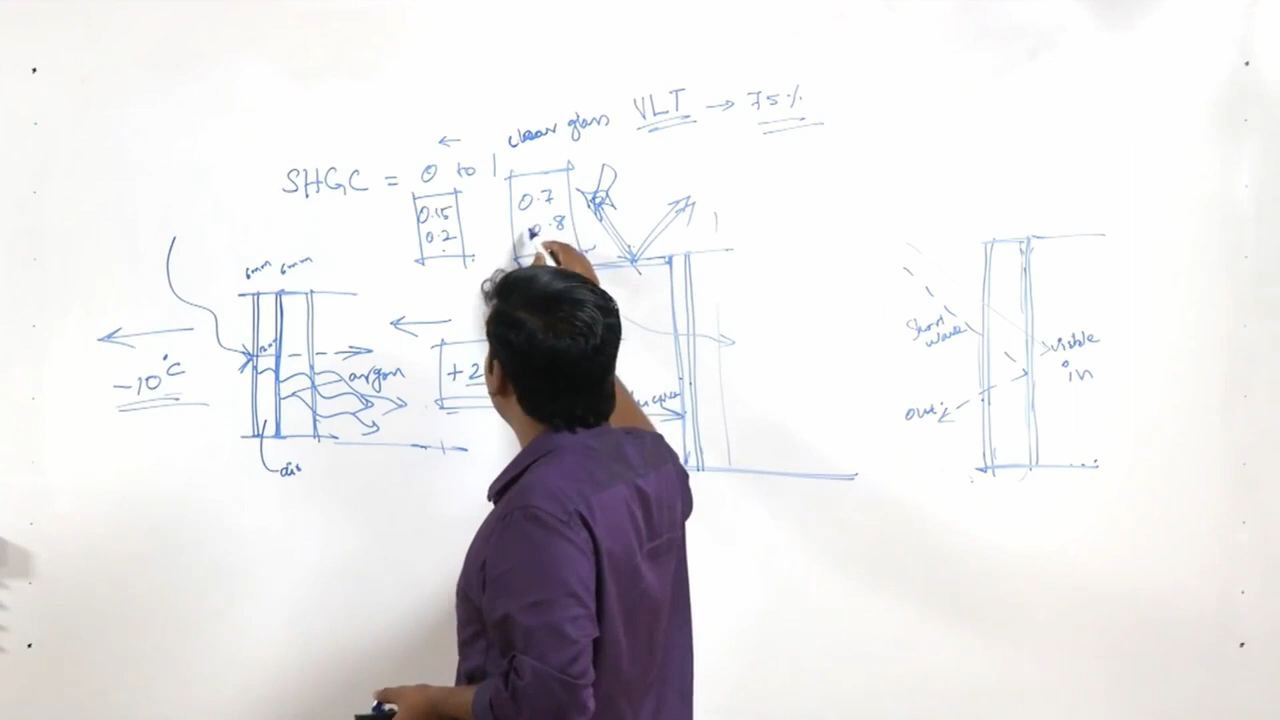 clear glass VLT → 75%
←
SHGC = 0 to 1
0.15
0.2
0.7
0.8
6mm 6mm
argon
-10°C
+2
air
Short
wave
visible
in
out